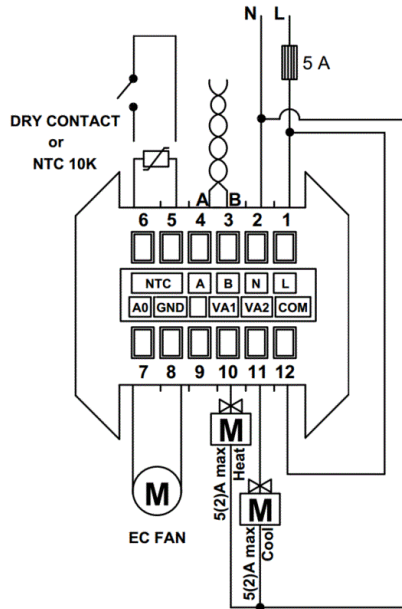 N L
5 A
DRY CONTACT
or
NTC 10K
A B
6 5 4 3 2 1
NTC A B N L
A0 GND VA1 VA2 COM
7 8 9 10 11 12
M
EC FAN
M
5(2)A max
Heat
M
5(2)A max
Cool